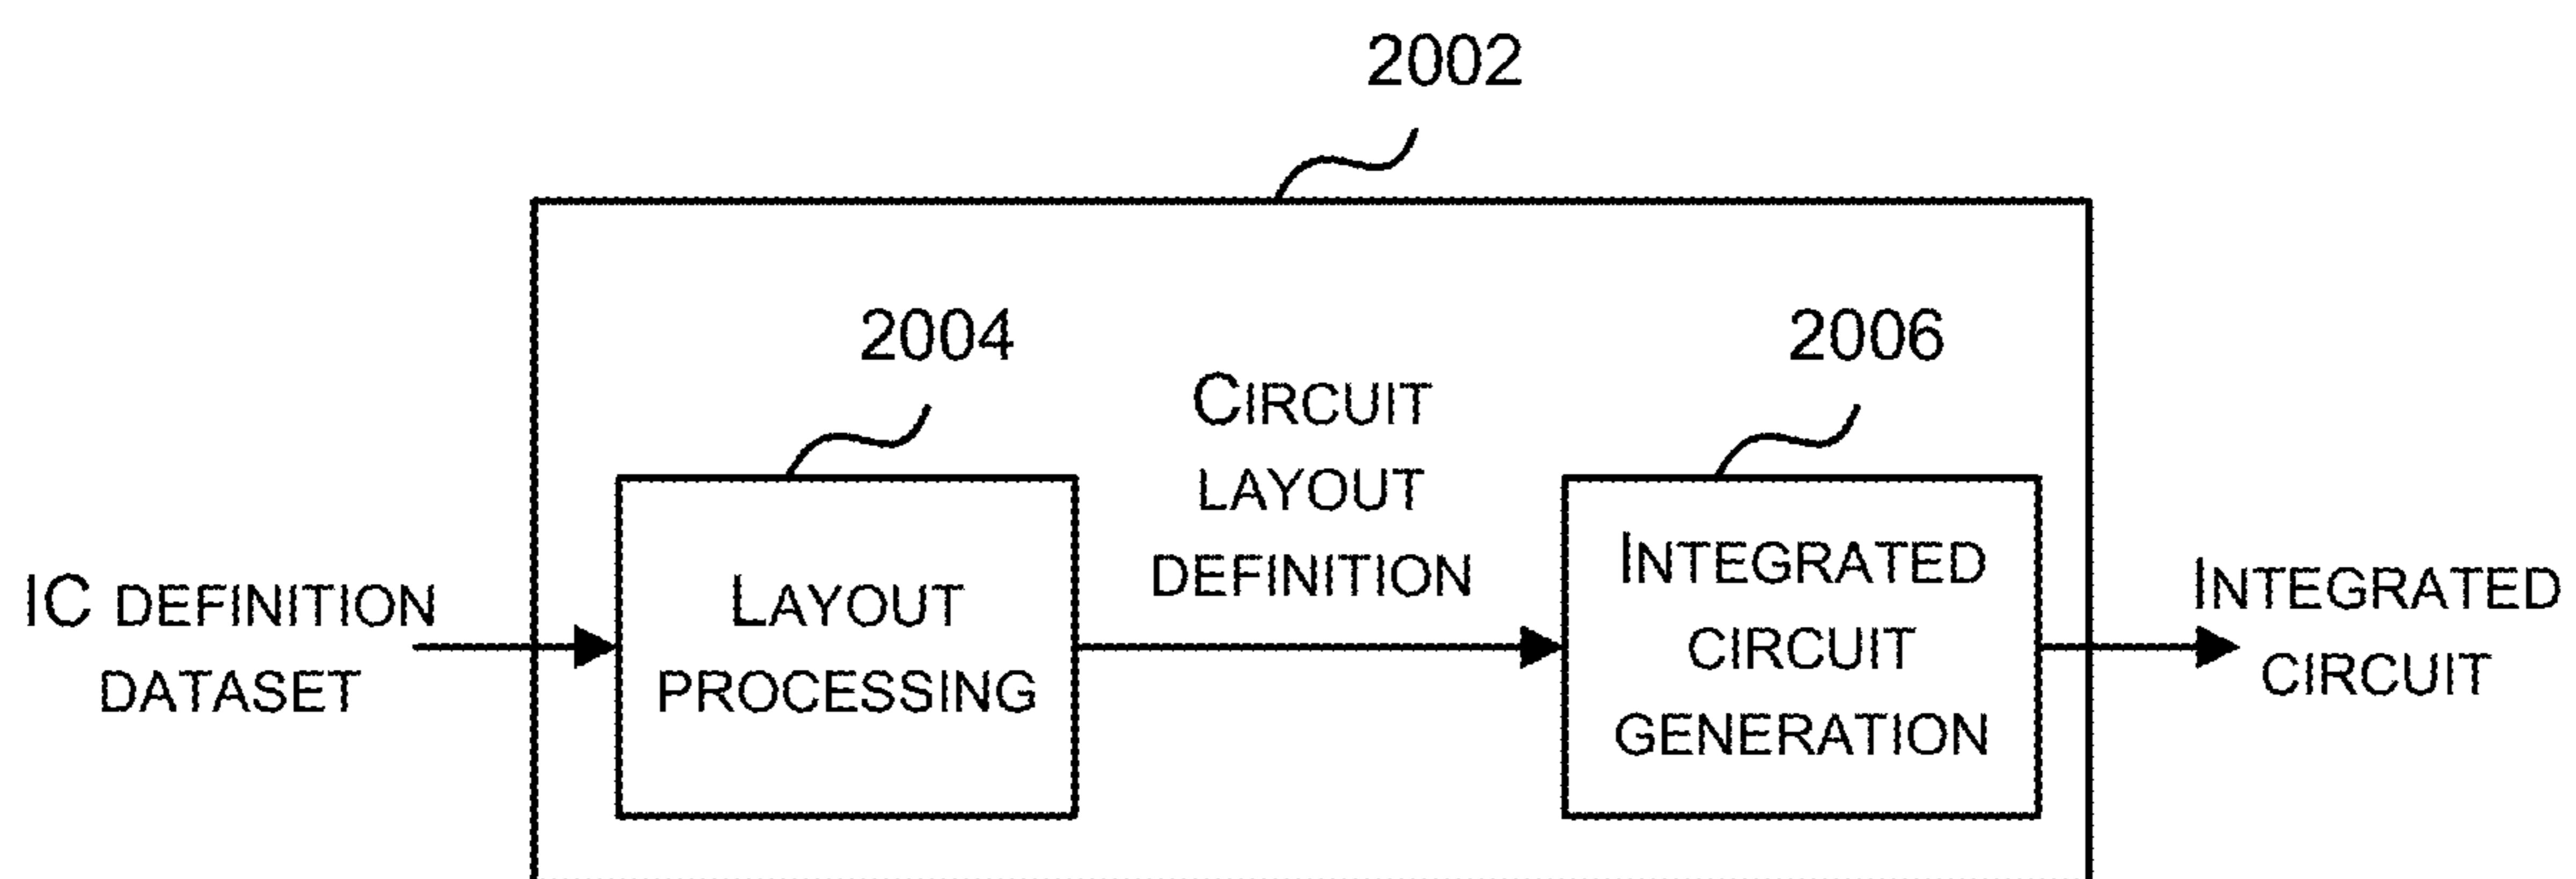 2002
2004
2006
CIRCUIT
LAYOUT
DEFINITION
IC DEFINITION
DATASET
LAYOUT
PROCESSING
INTEGRATED
CIRCUIT
GENERATION
INTEGRATED
CIRCUIT